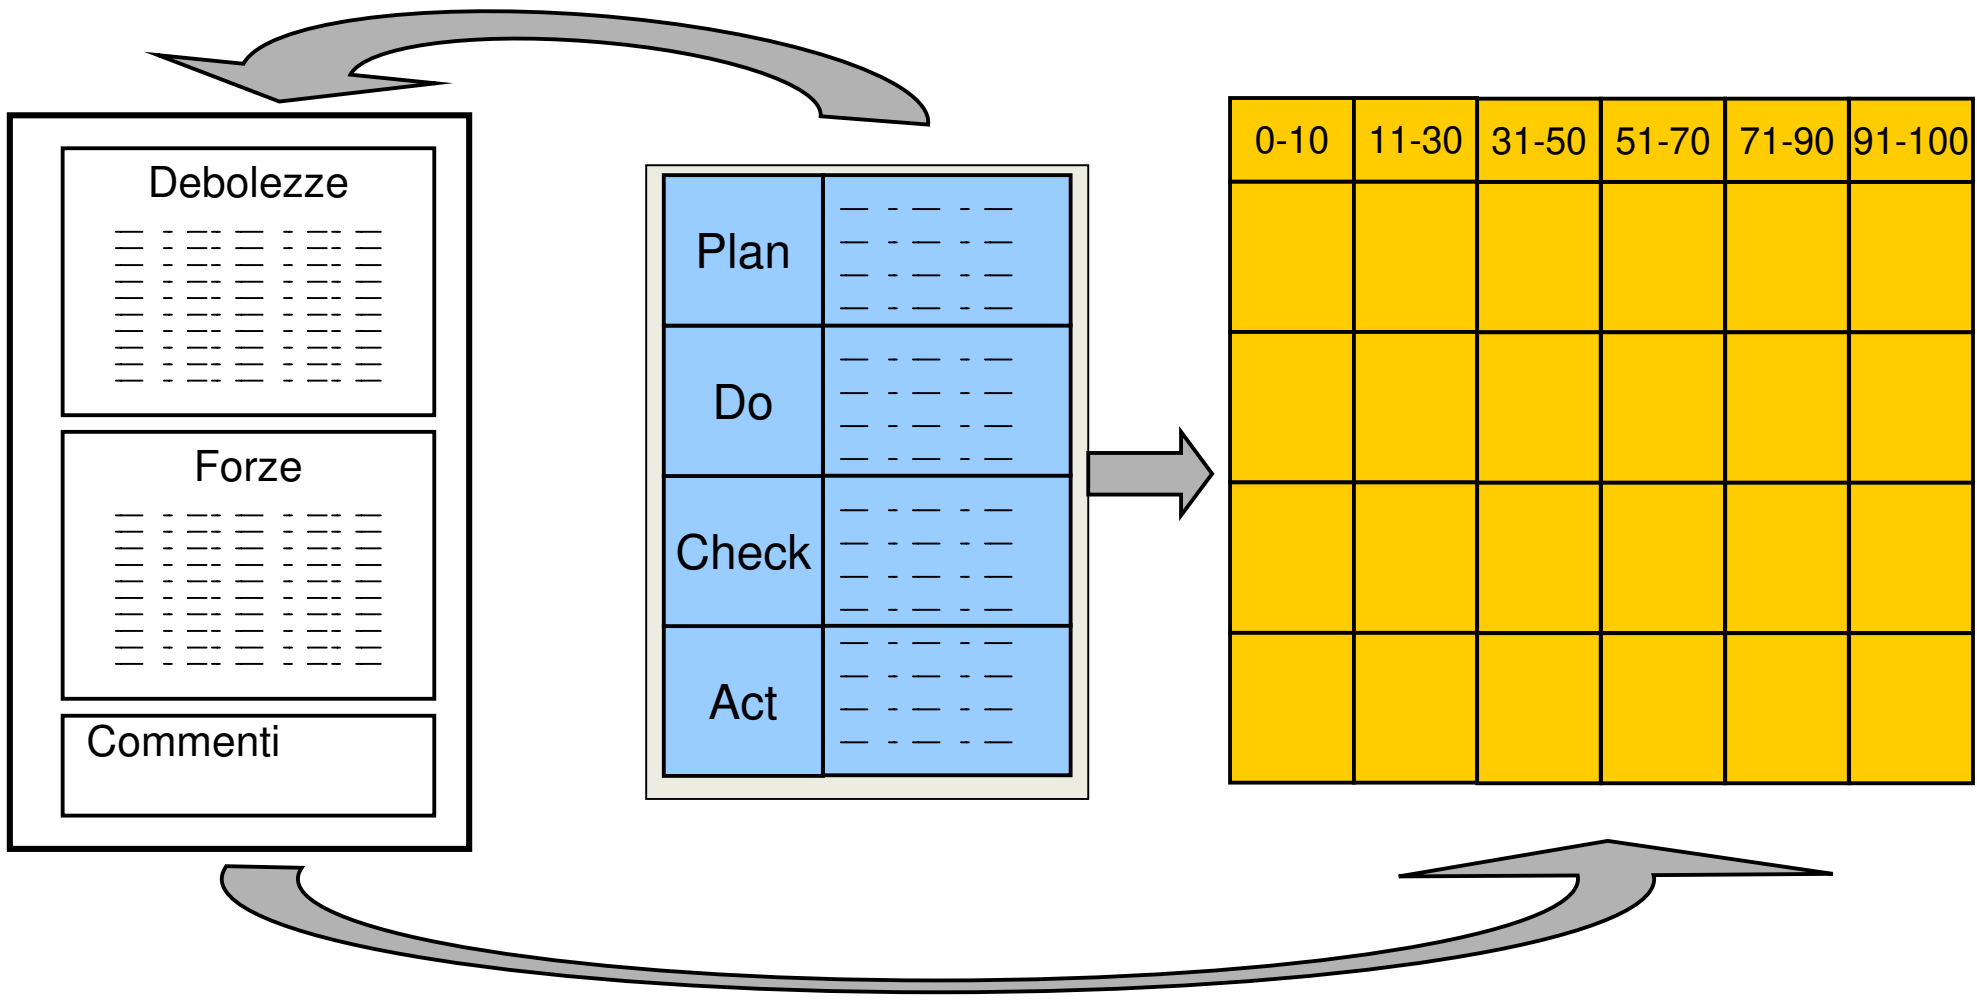 Debolezze
Forze
Commenti
Plan
Do
Check
Act
0-10 11-30 31-50 51-70 71-90 91-100